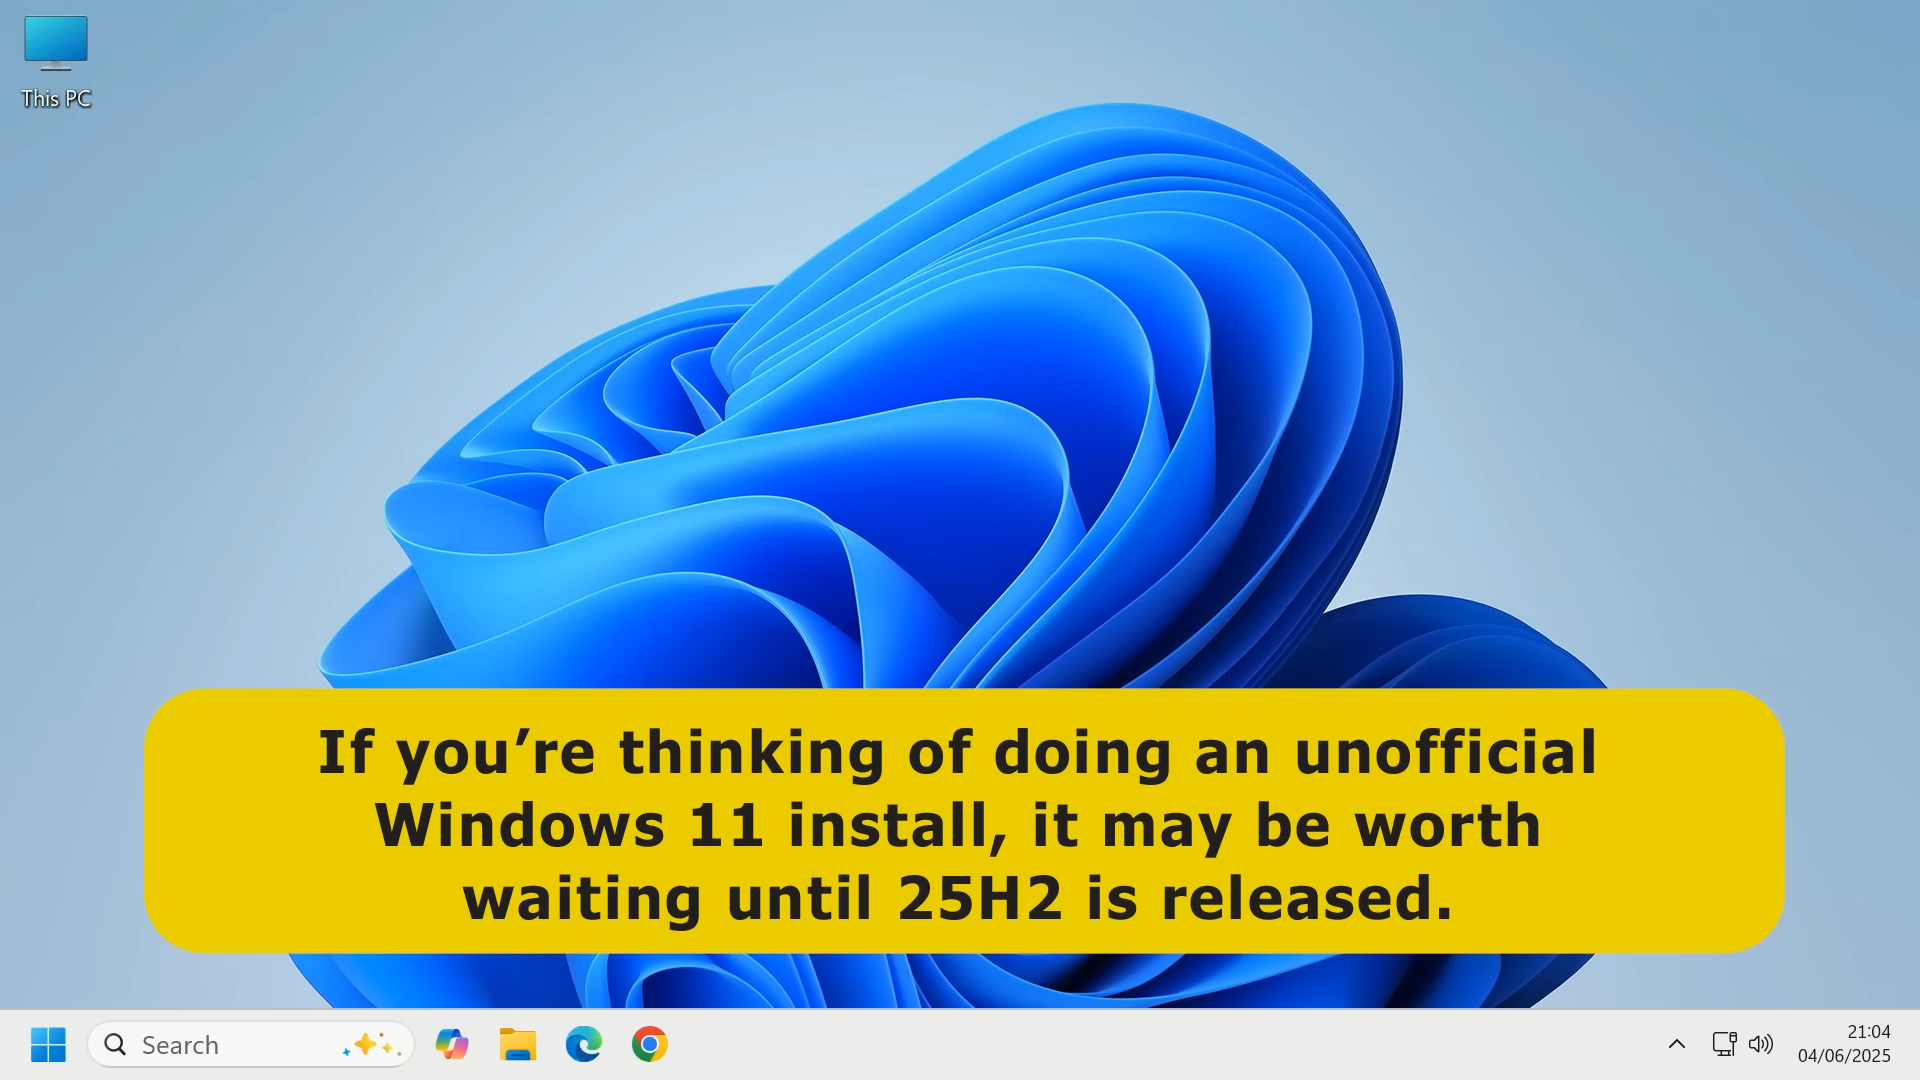 This PC
If you’re thinking of doing an unofficial
Windows 11 install, it may be worth
waiting until 25H2 is released.
Search
21:04
04/06/2025